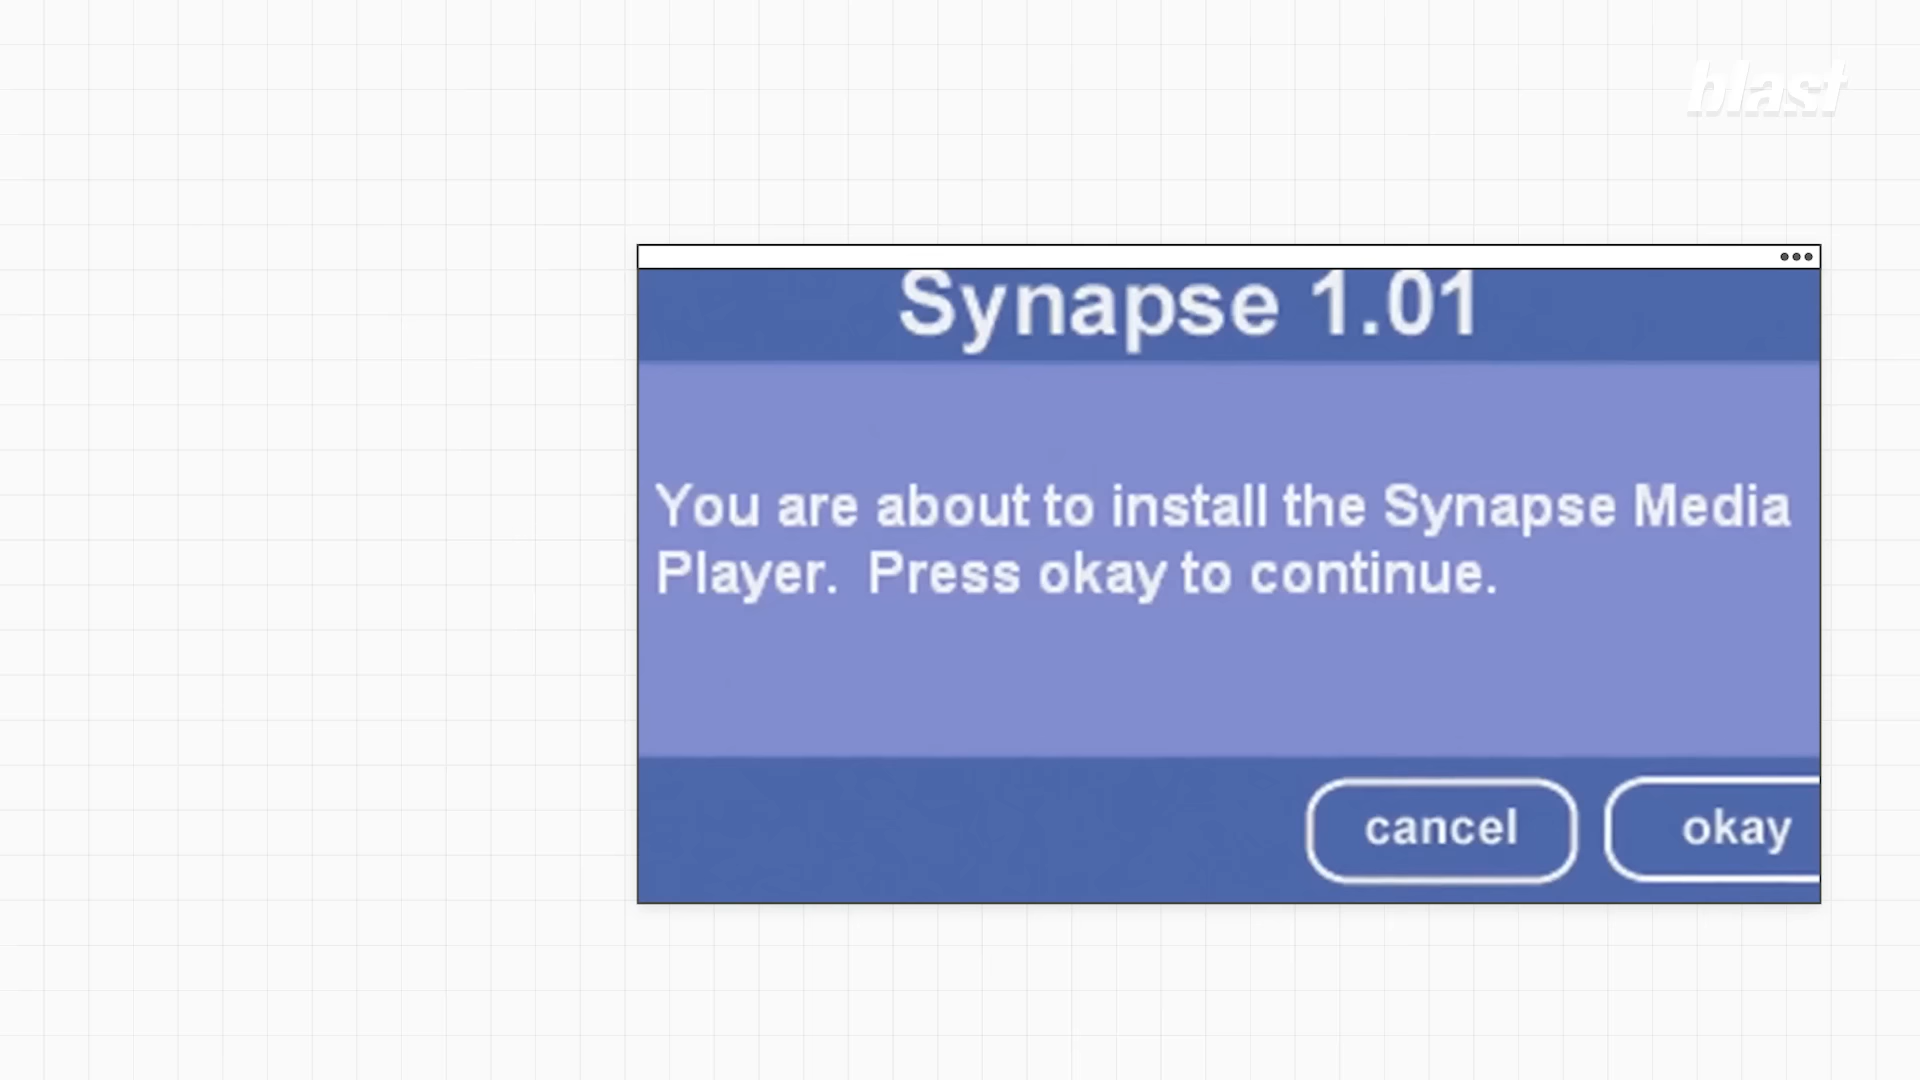 blast
Synapse 1.01
You are about to install the Synapse Media
Player. Press okay to continue.
cancel okay